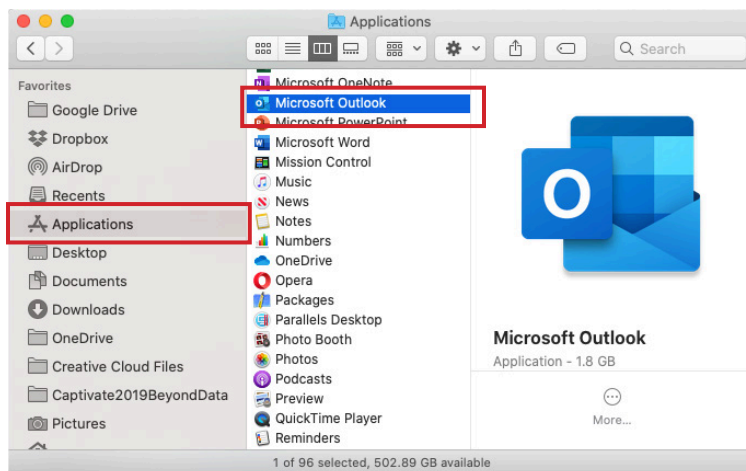 Applications
Search
Favorites
Google Drive
Dropbox
AirDrop
Recents
Applications
Desktop
Documents
Downloads
OneDrive
Creative Cloud Files
Captivate2019BeyondData
Pictures
Microsoft OneNote
Microsoft Outlook
Microsoft PowerPoint
Microsoft Word
Mission Control
Music
News
Notes
Numbers
OneDrive
Opera
Packages
Parallels Desktop
Photo Booth
Photos
Podcasts
Preview
QuickTime Player
Reminders
O
Microsoft Outlook
Application - 1.8 GB
More...
1 of 96 selected, 502.89 GB available